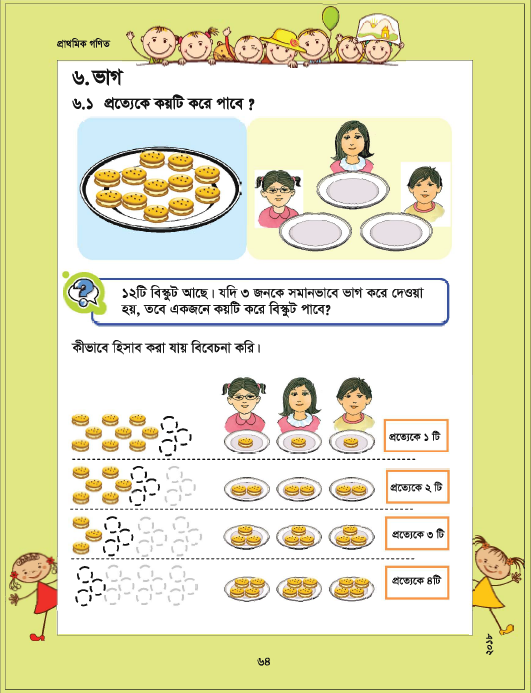 প্রাথমিক গণিত
৬. ভাগ
৬.১ প্রত্যেকে কয়টি করে পাবে ?
১২টি বিস্কুট আছে। যদি ৩ জনকে সমানভাবে ভাগ করে দেওয়া
হয়, তবে একজনে কয়টি করে বিস্কুট পাবে?
কীভাবে হিসাব করা যায় বিবেচনা করি।
প্রত্যেকে ১ টি
প্রত্যেকে ২ টি
প্রত্যেকে ৩ টি
প্রত্যেকে ৪টি
৬৪
২০১৮